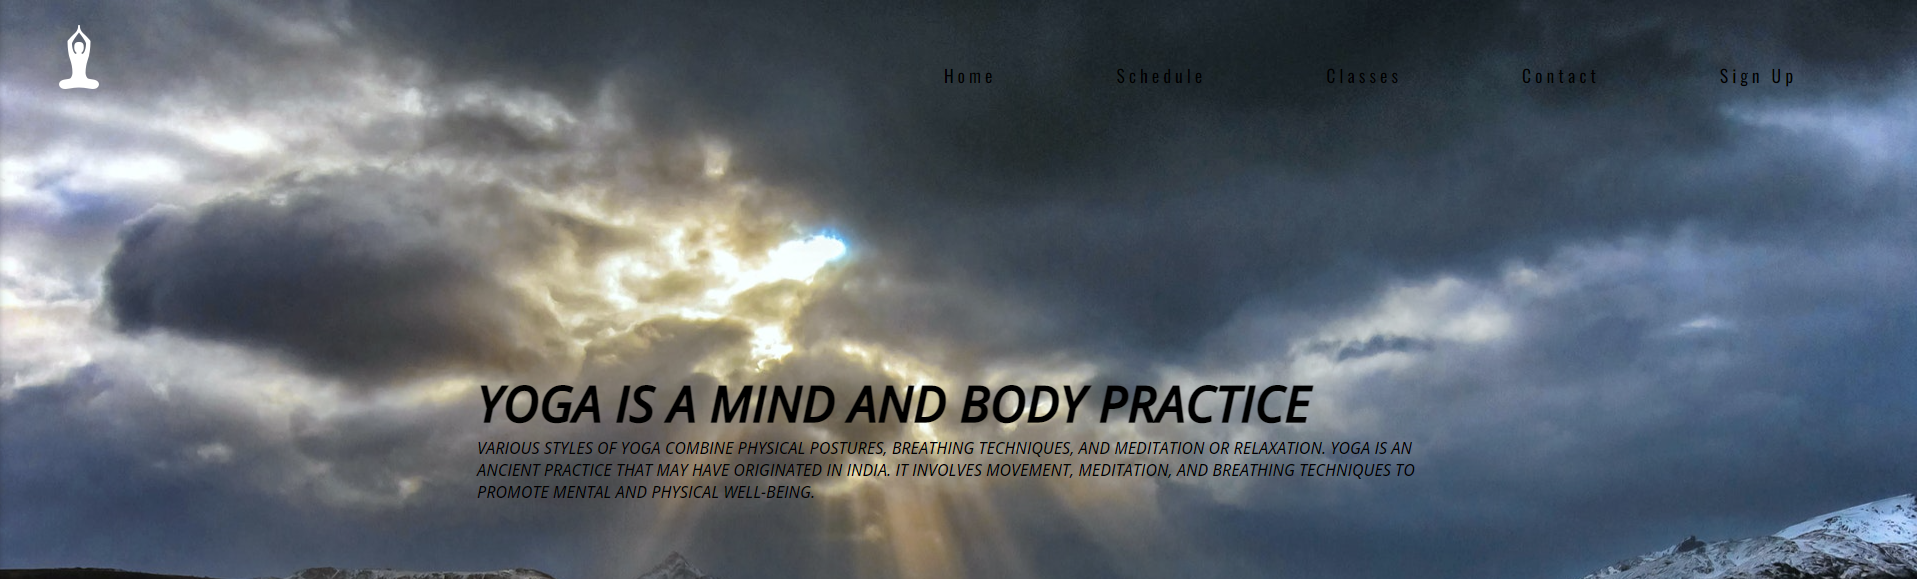 Home Schedule Classes Contact Sign Up
YOGA IS A MIND AND BODY PRACTICE
VARIOUS STYLES OF YOGA COMBINE PHYSICAL POSTURES, BREATHING TECHNIQUES, AND MEDITATION OR RELAXATION. YOGA IS AN
ANCIENT PRACTICE THAT MAY HAVE ORIGINATED IN INDIA. IT INVOLVES MOVEMENT, MEDITATION, AND BREATHING TECHNIQUES TO
PROMOTE MENTAL AND PHYSICAL WELL-BEING.